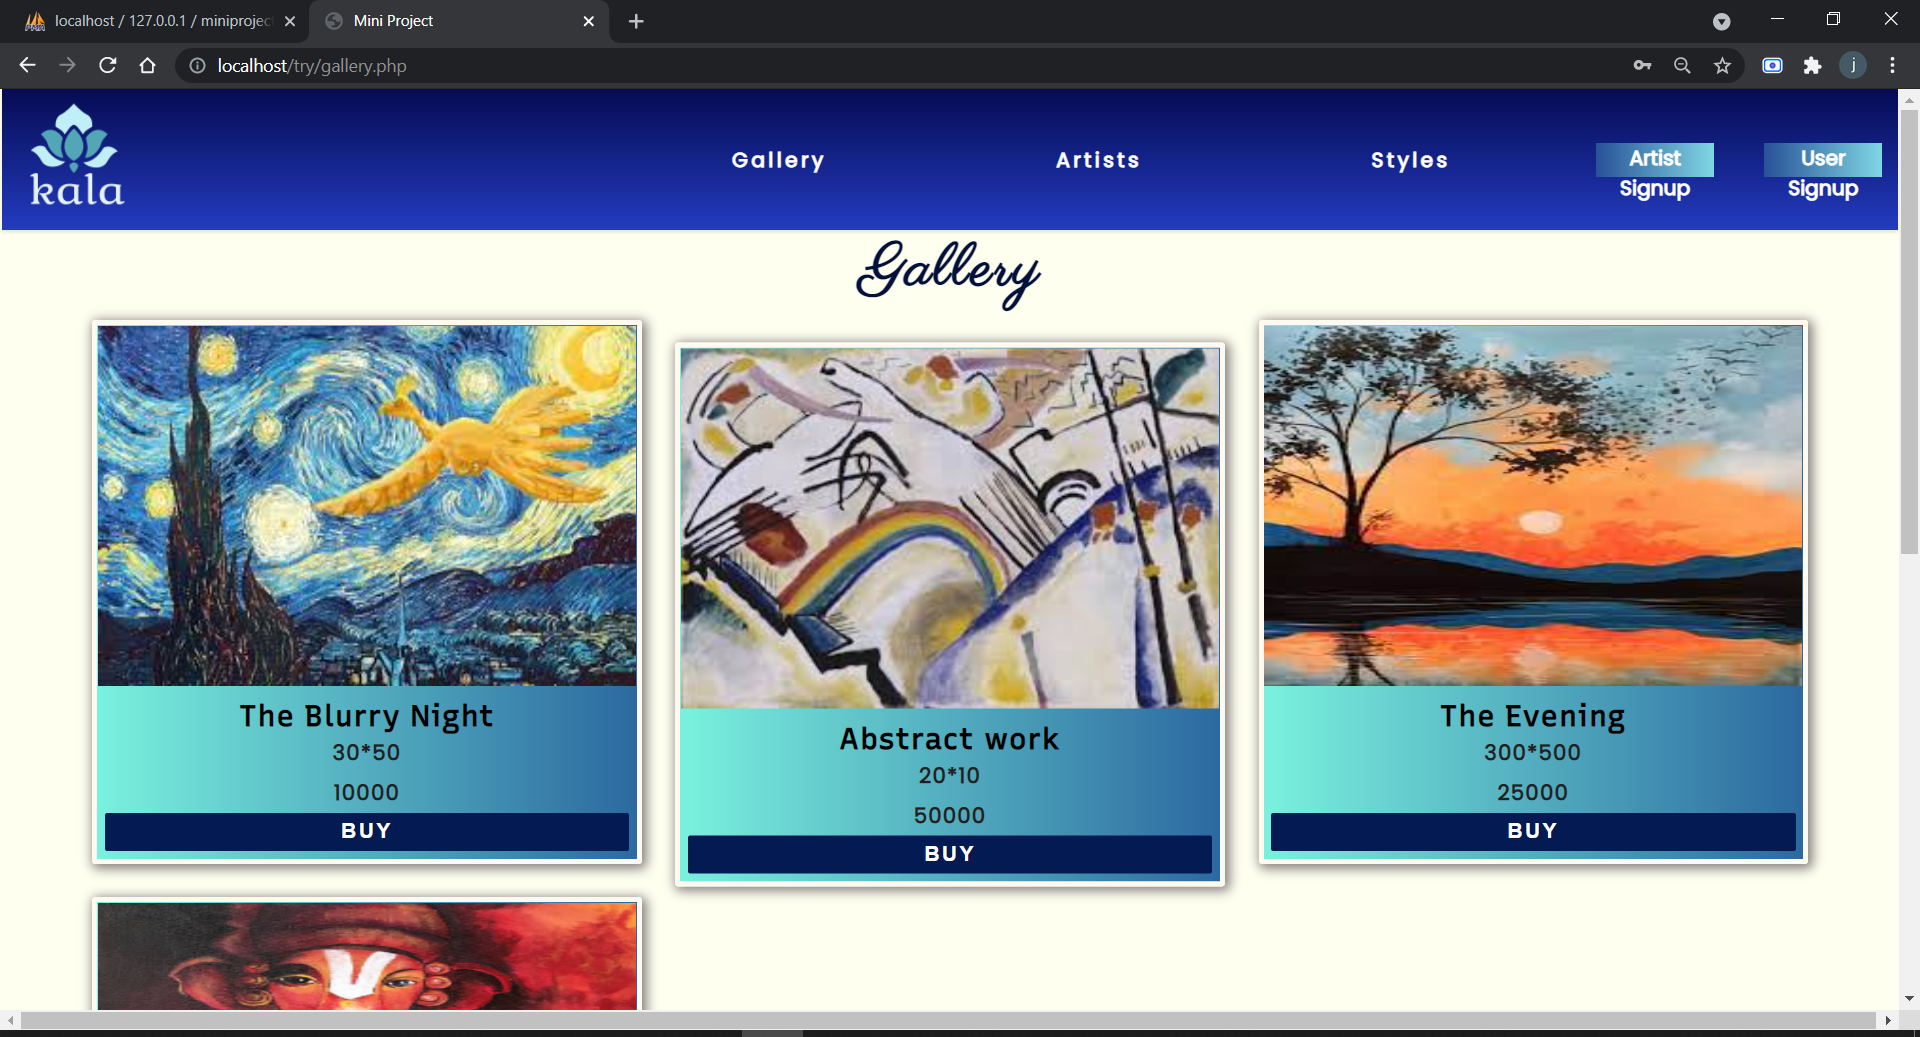 localhost / 127.0.0.1 / miniproject
Mini Project
localhost/try/gallery.php
j
kala
Gallery
Artists
Styles
Artist
Signup
User
Signup
Gallery
The Blurry Night
30*50
10000
BUY
Abstract work
20*10
50000
BUY
The Evening
300*500
25000
BUY